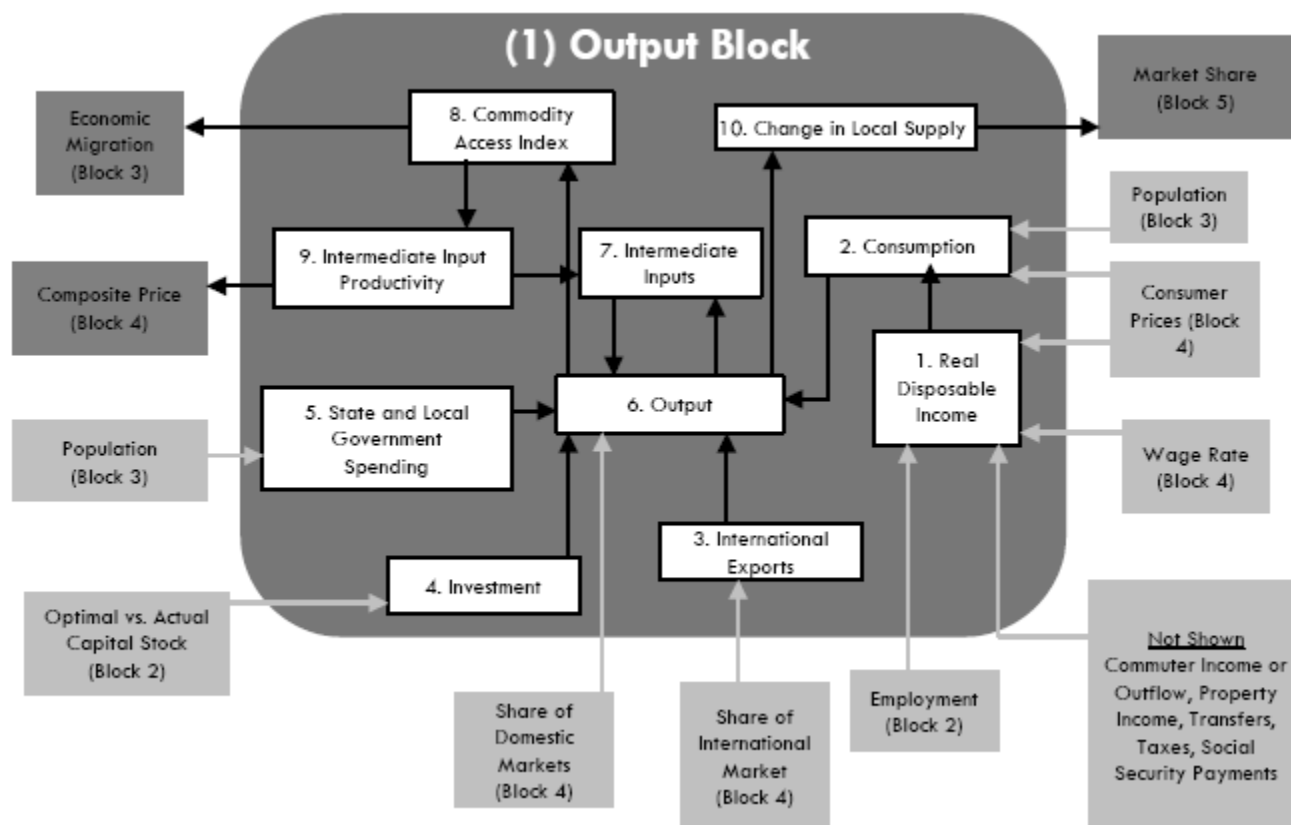 (1) Output Block
Market Share
(Block 5)
Economic
Migration
(Block 3)
8. Commodity
Access Index
10. Change in Local Supply
Population
(Block 3)
9. Intermediate Input
Productivity
7. Intermediate
Inputs
2. Consumption
Composite Price
(Block 4)
Consumer
Prices (Block
4)
1. Real
Disposable
Income
6. Output
5. State and Local
Government
Spending
Population
(Block 3)
Wage Rate
(Block 4)
3. International
Exports
4. Investment
Optimal vs. Actual
Capital Stock
(Block 2)
Share of
Domestic
Markets
(Block 4)
Share of
International
Market
(Block 4)
Employment
(Block 2)
Not Shown
Commuter Income or
Outflow, Property
Income, Transfers,
Taxes, Social
Security Payments